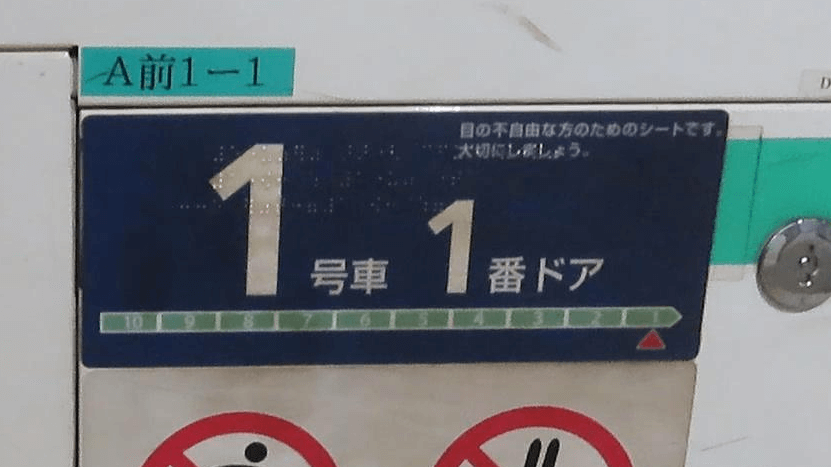 A前1-1
目の不自由な方のためのシートです。
大切にしましょう。
1号車 1番ドア
10 9 8 7 6 5 4 3 2 1
D